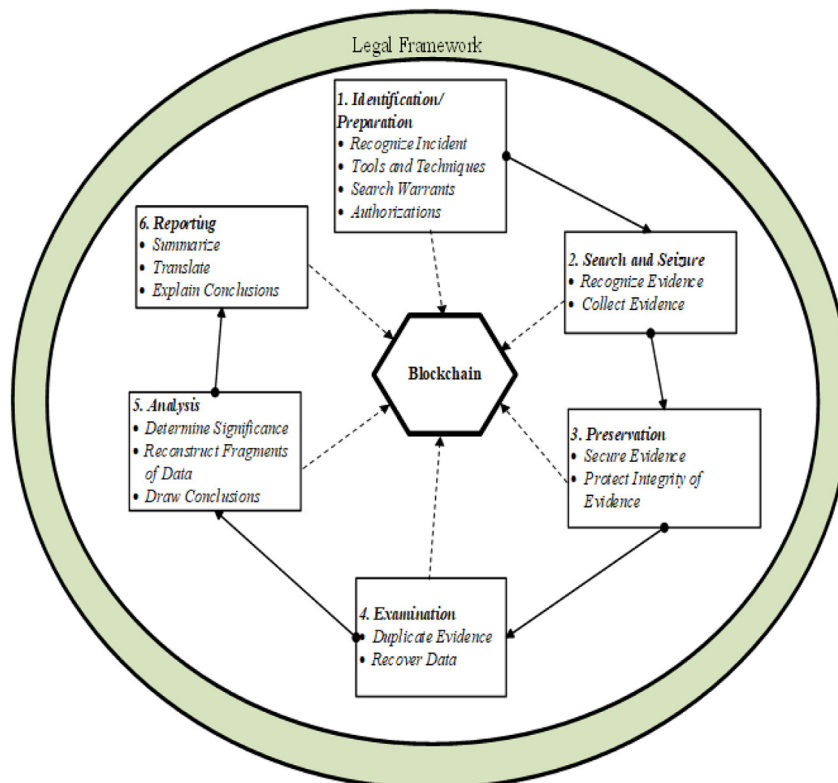 Legal Framework
1. Identification/
Preparation
• Recognize Incident
• Tools and Techniques
• Search Warrants
• Authorizations
2. Search and Seizure
• Recognize Evidence
• Collect Evidence
3. Preservation
• Secure Evidence
• Protect Integrity of
Evidence
4. Examination
• Duplicate Evidence
• Recover Data
5. Analysis
• Determine Significance
• Reconstruct Fragments
of Data
• Draw Conclusions
6. Reporting
• Summarize
• Translate
• Explain Conclusions
Blockchain